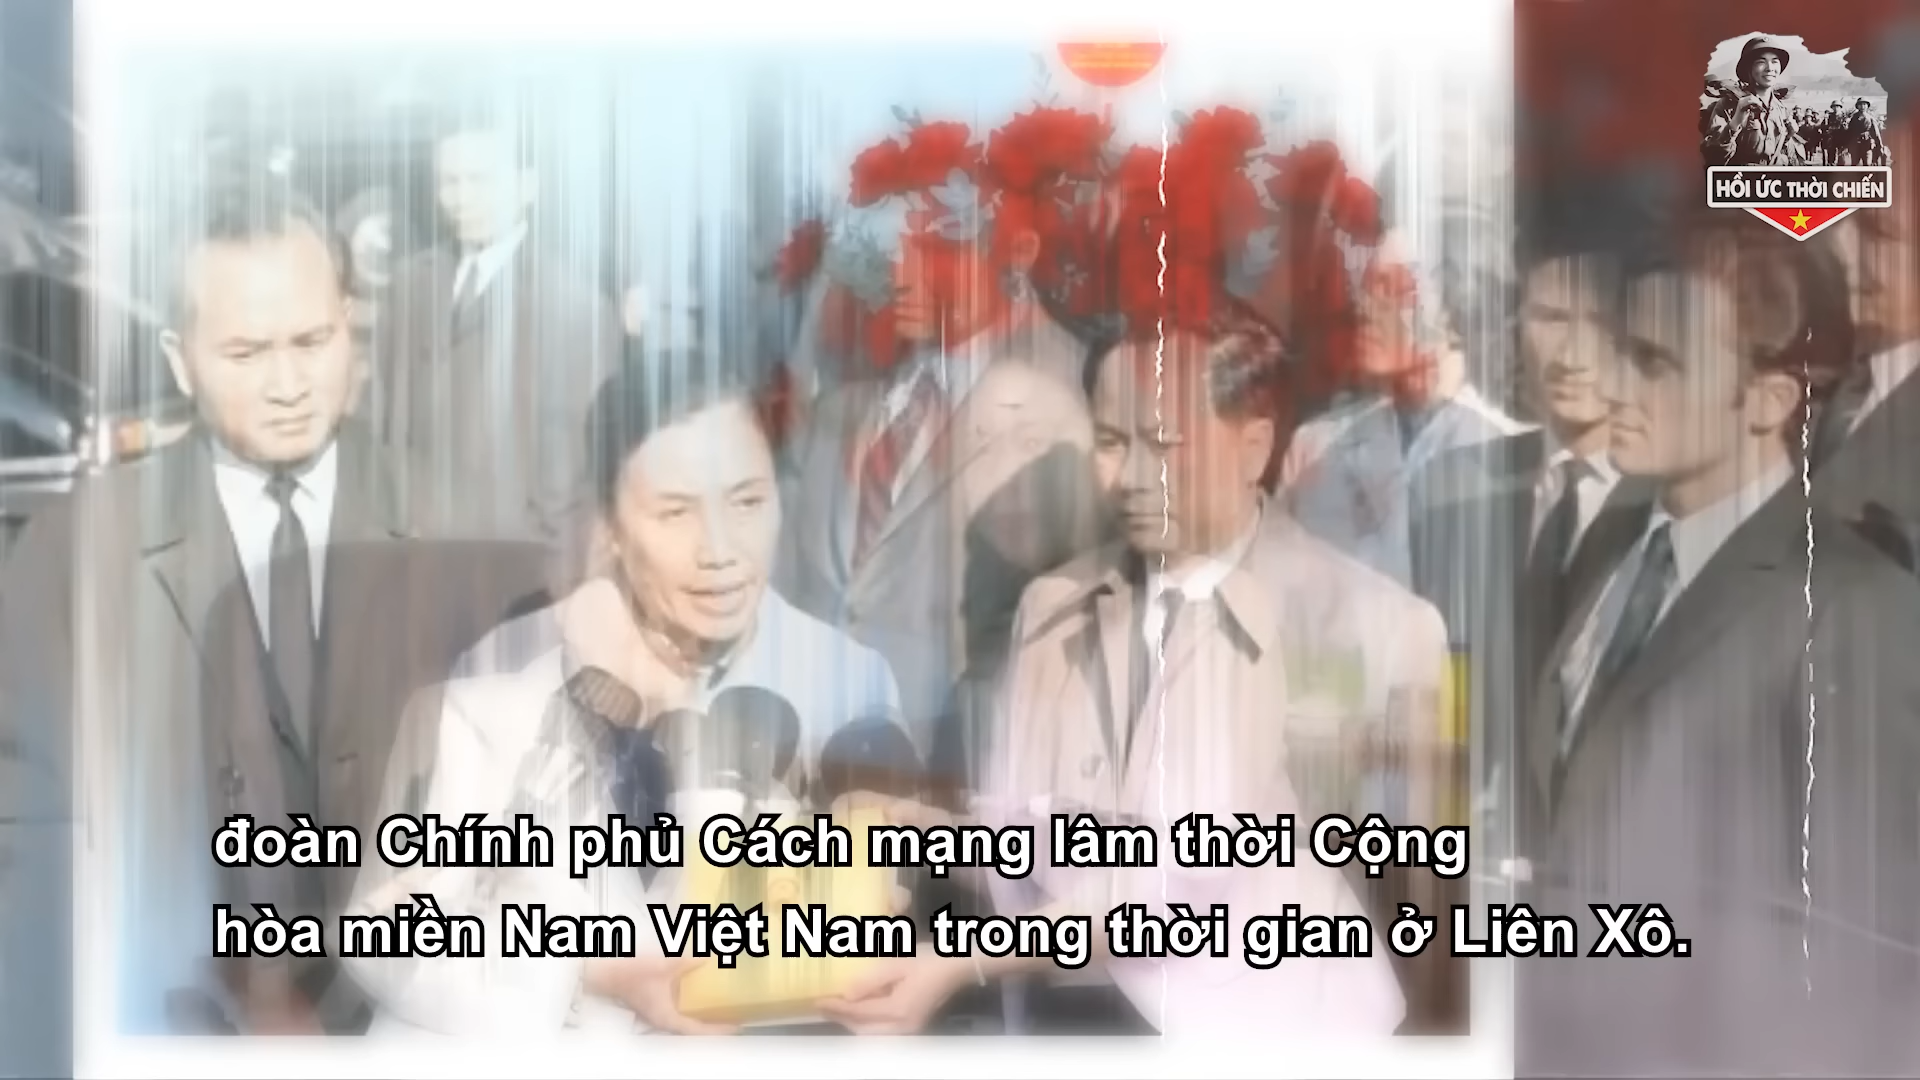 HỒI ỨC THỜI CHIẾN
đoàn Chính phủ Cách mạng lâm thời Cộng
hòa miền Nam Việt Nam trong thời gian ở Liên Xô.